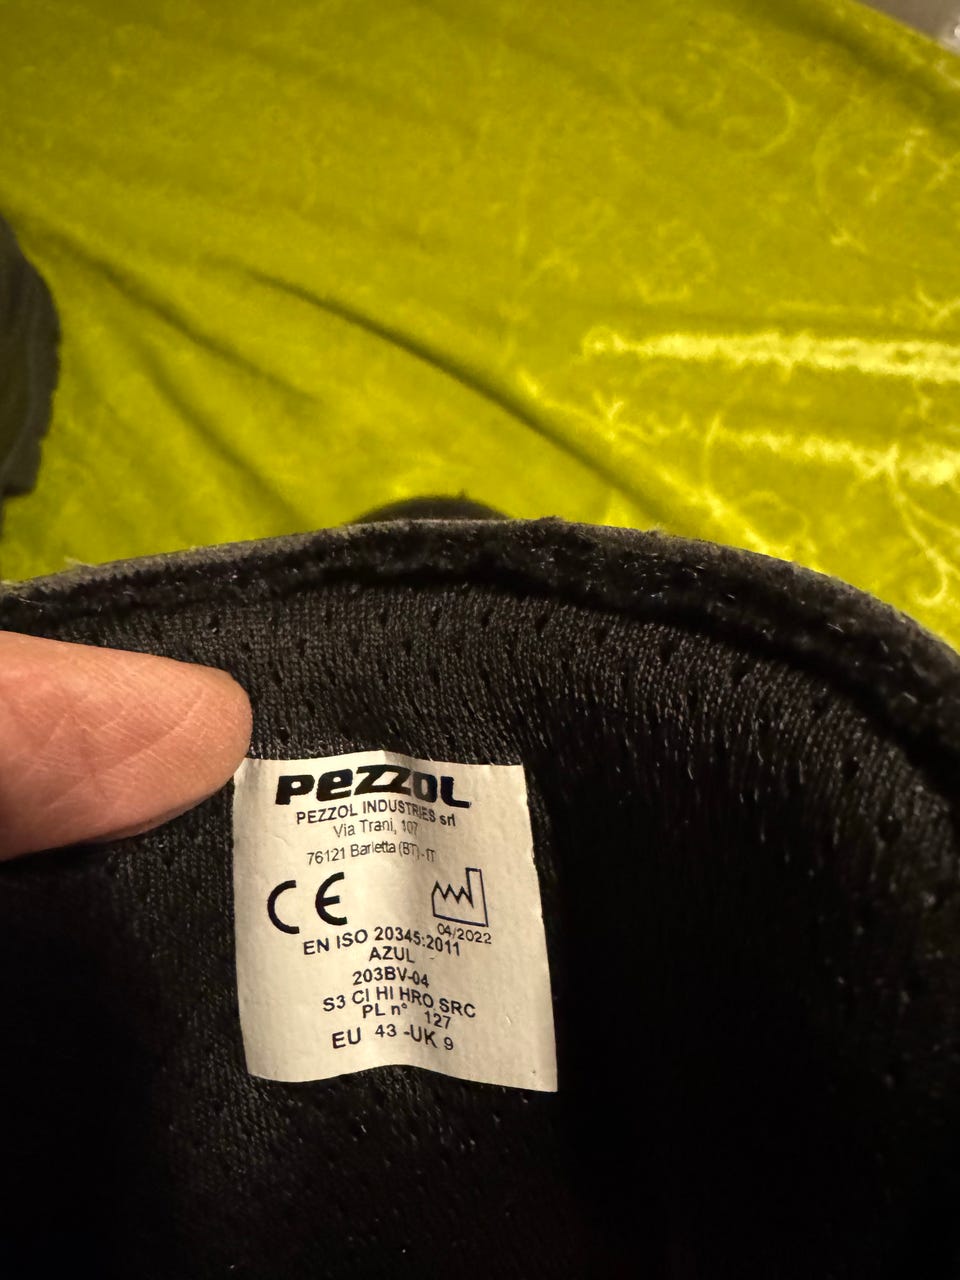 PEZZOL
PEZZOL INDUSTRIES srl
Via Trani, 107
76121 Barletta (BT)-IT
CE
04/2022
EN ISO 20345:2011
AZUL
203BV-04
S3 CI HI HRO SRC
PL n° 127
EU 43 -UK 9